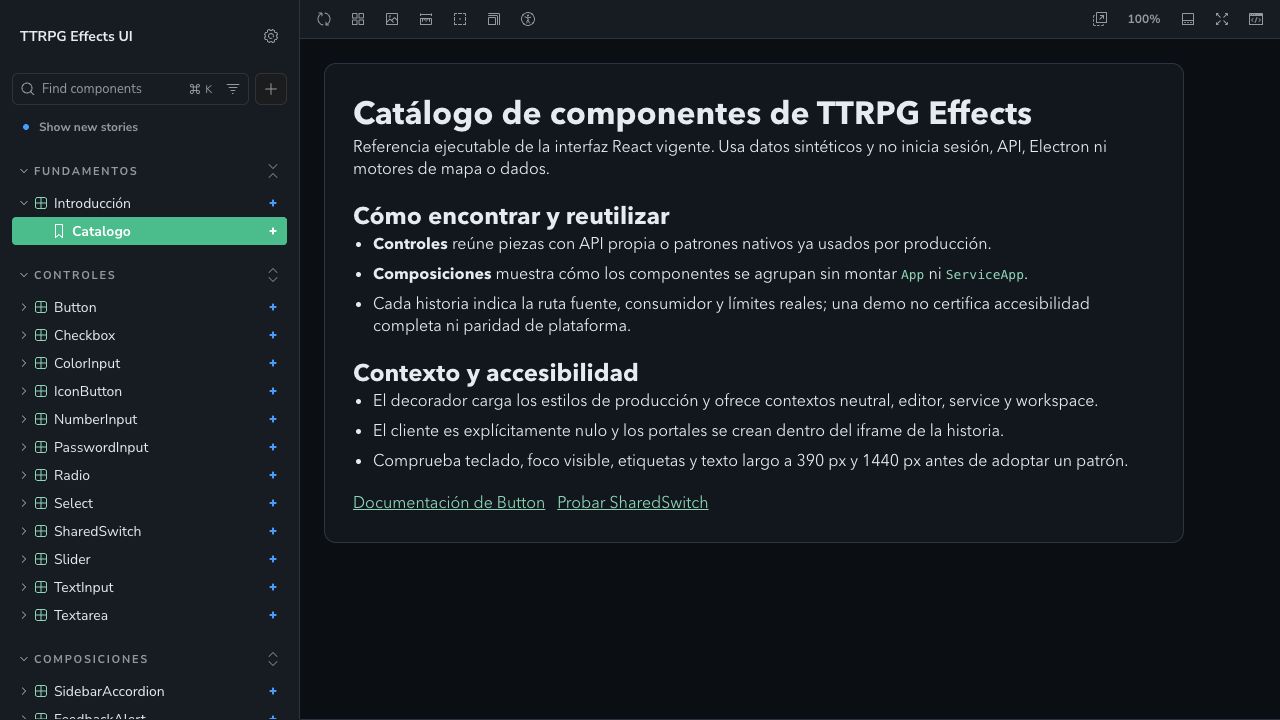 TTRPG Effects UI
Find components
⌘ K
Show new stories
FUNDAMENTOS
Introducción
Catalogo
CONTROLES
Button
Checkbox
ColorInput
IconButton
NumberInput
PasswordInput
Radio
Select
SharedSwitch
Slider
TextInput
Textarea
COMPOSICIONES
SidebarAccordion
FeedbackAlert
100%
Catálogo de componentes de TTRPG Effects
Referencia ejecutable de la interfaz React vigente. Usa datos sintéticos y no inicia sesión, API, Electron ni
motores de mapa o dados.
Cómo encontrar y reutilizar
• Controles reúne piezas con API propia o patrones nativos ya usados por producción.
• Composiciones muestra cómo los componentes se agrupan sin montar App ni ServiceApp.
• Cada historia indica la ruta fuente, consumidor y límites reales; una demo no certifica accesibilidad
completa ni paridad de plataforma.
Contexto y accesibilidad
• El decorador carga los estilos de producción y ofrece contextos neutral, editor, service y workspace.
• El cliente es explícitamente nulo y los portales se crean dentro del iframe de la historia.
• Comprueba teclado, foco visible, etiquetas y texto largo a 390 px y 1440 px antes de adoptar un patrón.
Documentación de Button Probar SharedSwitch